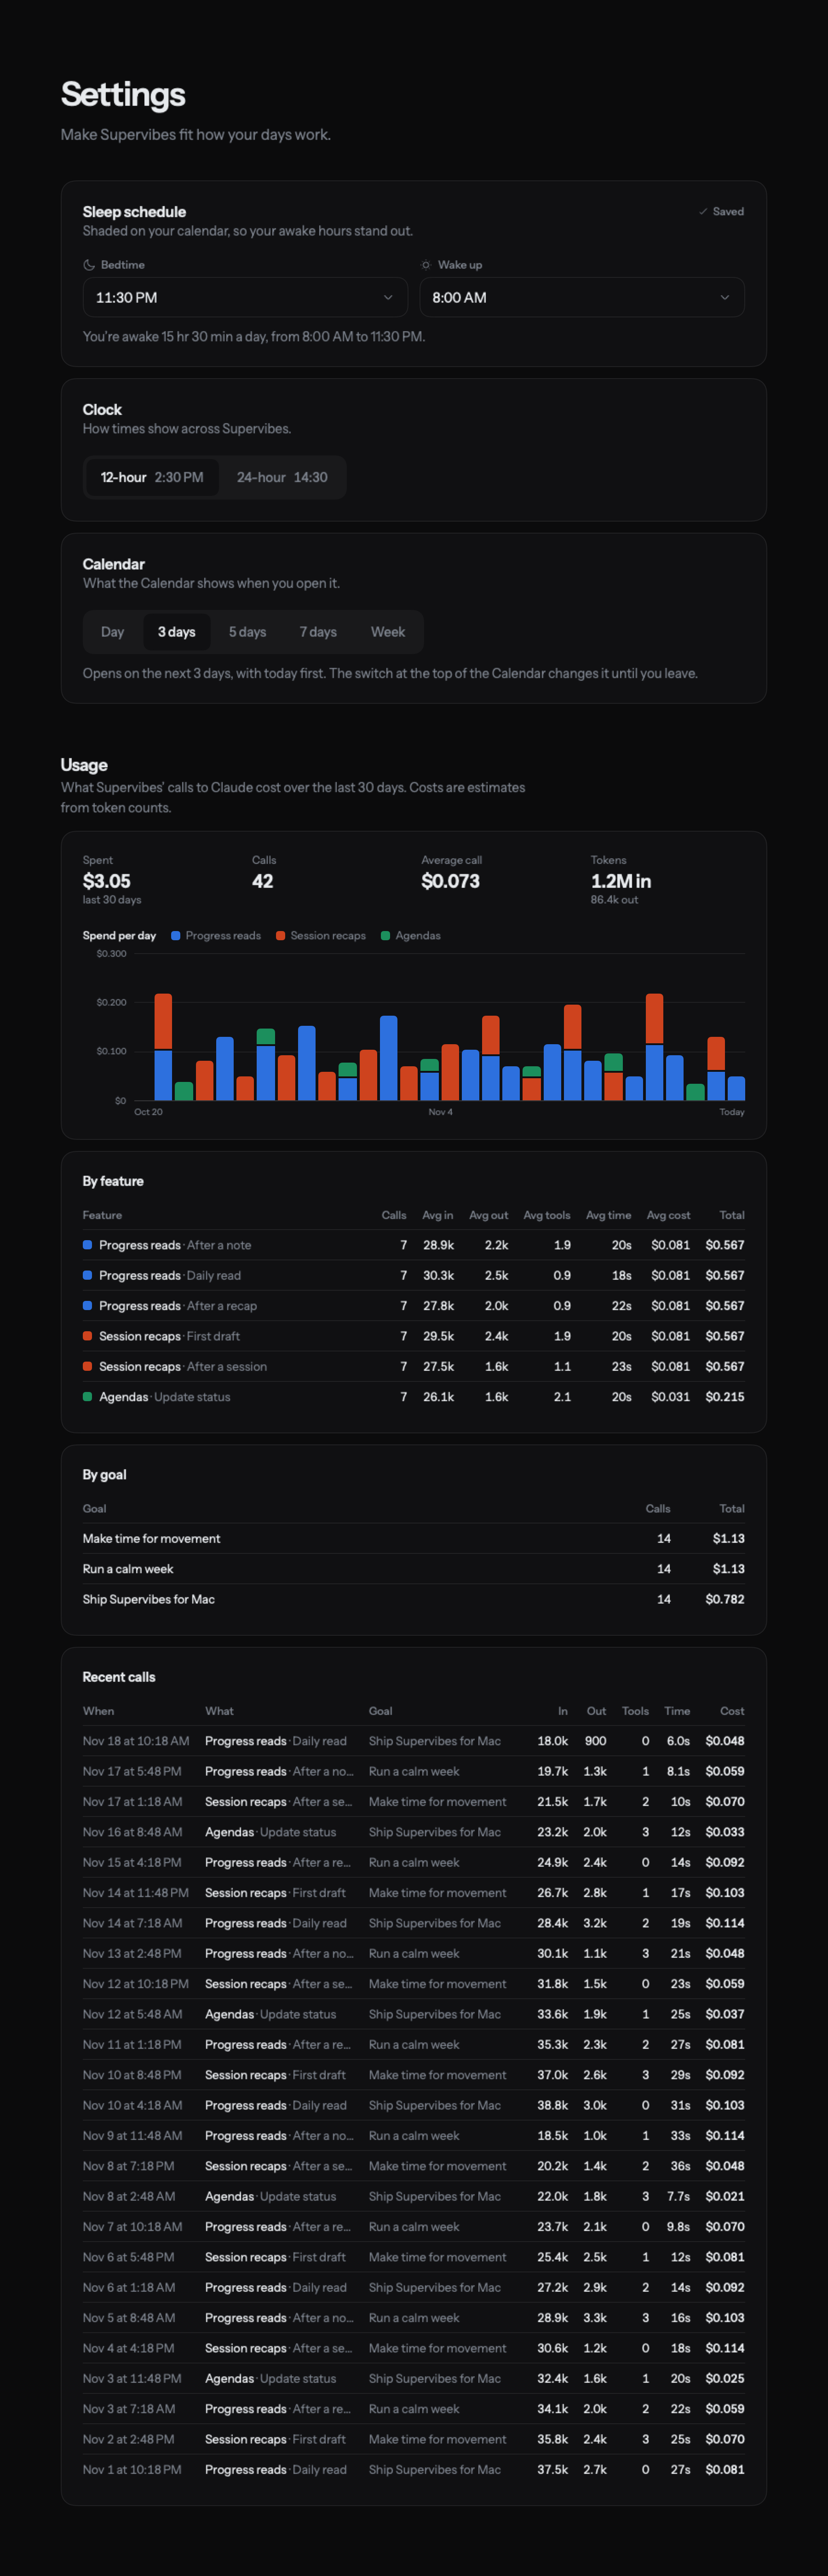 Settings
Make Supervibes fit how your days work.
Sleep schedule
Saved
Shaded on your calendar, so your awake hours stand out.
Bedtime
Wake up
11:30 PM
8:00 AM
You're awake 15 hr 30 min a day, from 8:00 AM to 11:30 PM.
Clock
How times show across Supervibes.
12-hour 2:30 PM 24-hour 14:30
Calendar
What the Calendar shows when you open it.
Day 3 days 5 days 7 days Week
Opens on the next 3 days, with today first. The switch at the top of the Calendar changes it until you leave.
Usage
What Supervibes' calls to Claude cost over the last 30 days. Costs are estimates
from token counts.
Spent Calls Average call Tokens
$3.05 42 $0.073 1.2M in
last 30 days 86.4k out
Spend per day Progress reads Session recaps Agendas
$0.300
$0.200
$0.100
$0
Oct 20 Nov 4 Today
By feature
Feature Calls Avg in Avg out Avg tools Avg time Avg cost Total
Progress reads · After a note 7 28.9k 2.2k 1.9 20s $0.081 $0.567
Progress reads · Daily read 7 30.3k 2.5k 0.9 18s $0.081 $0.567
Progress reads · After a recap 7 27.8k 2.0k 0.9 22s $0.081 $0.567
Session recaps · First draft 7 29.5k 2.4k 1.9 20s $0.081 $0.567
Session recaps · After a session 7 27.5k 1.6k 1.1 23s $0.081 $0.567
Agendas · Update status 7 26.1k 1.6k 2.1 20s $0.031 $0.215
By goal
Goal Calls Total
Make time for movement 14 $1.13
Run a calm week 14 $1.13
Ship Supervibes for Mac 14 $0.782
Recent calls
When What Goal In Out Tools Time Cost
Nov 18 at 10:18 AM Progress reads · Daily read Ship Supervibes for Mac 18.0k 900 0 6.0s $0.048
Nov 17 at 5:48 PM Progress reads · After a no... Run a calm week 19.7k 1.3k 1 8.1s $0.059
Nov 17 at 1:18 AM Session recaps · After a se... Make time for movement 21.5k 1.7k 2 10s $0.070
Nov 16 at 8:48 AM Agendas · Update status Ship Supervibes for Mac 23.2k 2.0k 3 12s $0.033
Nov 15 at 4:18 PM Progress reads · After a re... Run a calm week 24.9k 2.4k 0 14s $0.092
Nov 14 at 11:48 PM Session recaps · First draft Make time for movement 26.7k 2.8k 1 17s $0.103
Nov 14 at 7:18 AM Progress reads · Daily read Ship Supervibes for Mac 28.4k 3.2k 2 19s $0.114
Nov 13 at 2:48 PM Progress reads · After a no... Run a calm week 30.1k 1.1k 3 21s $0.048
Nov 12 at 10:18 PM Session recaps · After a se... Make time for movement 31.8k 1.5k 0 23s $0.059
Nov 12 at 5:48 AM Agendas · Update status Ship Supervibes for Mac 33.6k 1.9k 1 25s $0.037
Nov 11 at 1:18 PM Progress reads · After a re... Run a calm week 35.3k 2.3k 2 27s $0.081
Nov 10 at 8:48 PM Session recaps · First draft Make time for movement 37.0k 2.6k 3 29s $0.092
Nov 10 at 4:18 AM Progress reads · Daily read Ship Supervibes for Mac 38.8k 3.0k 0 31s $0.103
Nov 9 at 11:48 AM Progress reads · After a no... Run a calm week 18.5k 1.0k 1 33s $0.114
Nov 8 at 7:18 PM Session recaps · After a se... Make time for movement 20.2k 1.4k 2 36s $0.048
Nov 8 at 2:48 AM Agendas · Update status Ship Supervibes for Mac 22.0k 1.8k 3 7.7s $0.021
Nov 7 at 10:18 AM Progress reads · After a re... Run a calm week 23.7k 2.1k 0 9.8s $0.070
Nov 6 at 5:48 PM Session recaps · First draft Make time for movement 25.4k 2.5k 1 12s $0.081
Nov 6 at 1:18 AM Progress reads · Daily read Ship Supervibes for Mac 27.2k 2.9k 2 14s $0.092
Nov 5 at 8:48 AM Progress reads · After a no... Run a calm week 28.9k 3.3k 3 16s $0.103
Nov 4 at 4:18 PM Session recaps · After a se... Make time for movement 30.6k 1.2k 0 18s $0.114
Nov 3 at 11:48 PM Agendas · Update status Ship Supervibes for Mac 32.4k 1.6k 1 20s $0.025
Nov 3 at 7:18 AM Progress reads · After a re... Run a calm week 34.1k 2.0k 2 22s $0.059
Nov 2 at 2:48 PM Session recaps · First draft Make time for movement 35.8k 2.4k 3 25s $0.070
Nov 1 at 10:18 PM Progress reads · Daily read Ship Supervibes for Mac 37.5k 2.7k 0 27s $0.081